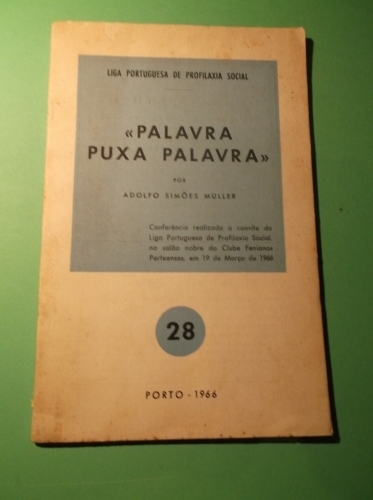 LIGA PORTUGUESA DE PROFILAXIA SOCIAL
«PALAVRA
PUXA PALAVRA»
POR
ADOLFO SIMÕES MÜLLER
Conferência realizada a convite da
Liga Portuguesa de Profilaxia Social,
no salão nobre do Clube Fenianos
Portuenses, em 19 de Março de 1966
28
PORTO - 1966